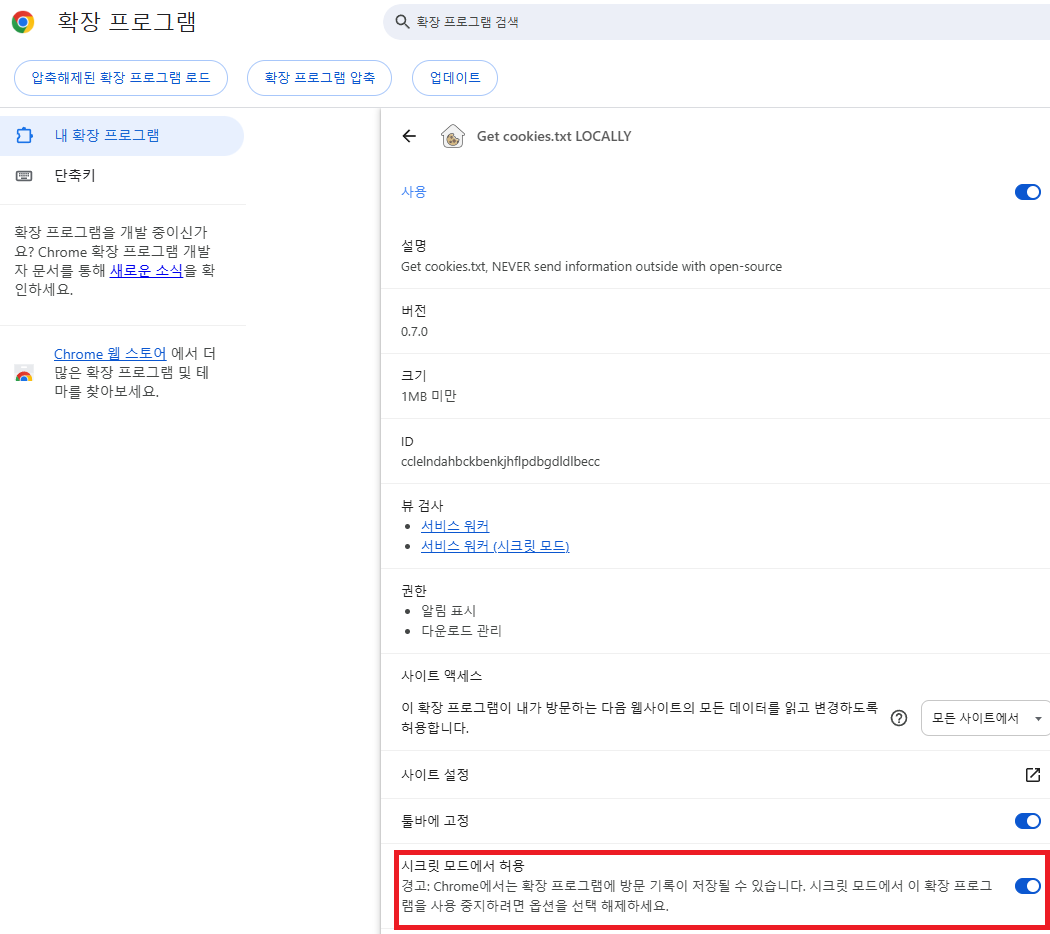 확장 프로그램
확장 프로그램 검색
압축해제된 확장 프로그램 로드
확장 프로그램 압축
업데이트
내 확장 프로그램
단축키
확장 프로그램을 개발 중이신가
요? Chrome 확장 프로그램 개발
자 문서를 통해 새로운 소식을 확
인하세요.
Chrome 웹 스토어 에서 더
많은 확장 프로그램 및 테
마를 찾아보세요.
Get cookies.txt LOCALLY
사용
설명
Get cookies.txt, NEVER send information outside with open-source
버전
0.7.0
크기
1MB 미만
ID
cclelndahbckbenkjhflpdbgdldlbecc
뷰 검사
서비스 워커
서비스 워커 (시크릿 모드)
권한
알림 표시
다운로드 관리
사이트 액세스
이 확장 프로그램이 내가 방문하는 다음 웹사이트의 모든 데이터를 읽고 변경하도록
허용합니다.
모든 사이트에서
사이트 설정
툴바에 고정
시크릿 모드에서 허용
경고: Chrome에서는 확장 프로그램에 방문 기록이 저장될 수 있습니다. 시크릿 모드에서 이 확장 프로그
램을 사용 중지하려면 옵션을 선택 해제하세요.